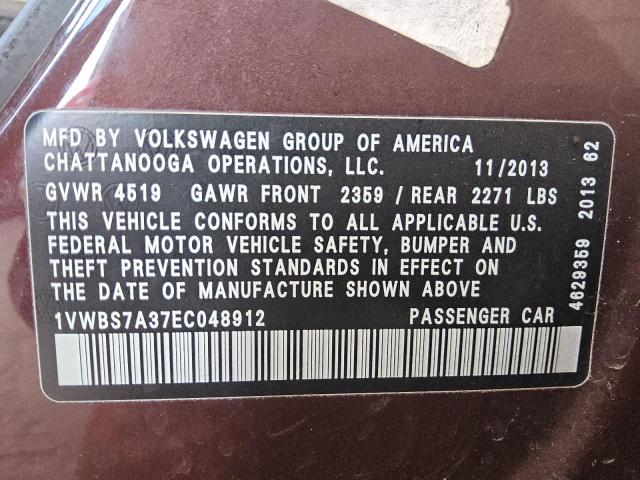 MFD BY VOLKSWAGEN GROUP OF AMERICA
CHATTANOOGA OPERATIONS, LLC. 11/2013
GVWR 4519 GAWR FRONT 2359 / REAR 2271 LBS
THIS VEHICLE CONFORMS TO ALL APPLICABLE U.S.
FEDERAL MOTOR VEHICLE SAFETY, BUMPER AND
THEFT PREVENTION STANDARDS IN EFFECT ON
THE DATE OF MANUFACTURE SHOWN ABOVE
1VWBS7A37EC048912 PASSENGER CAR
4629359 2013 62